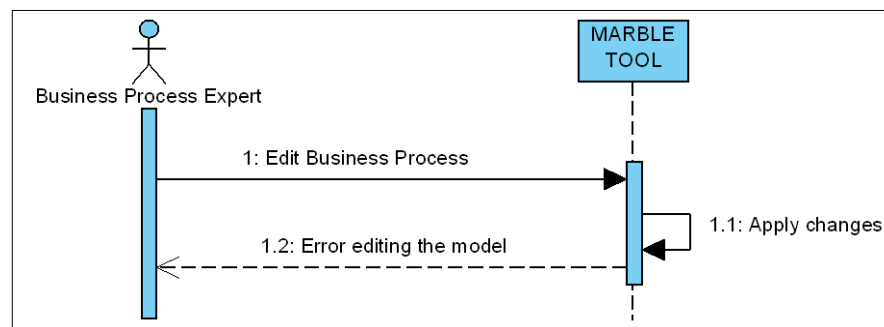 MARBLE
TOOL
Business Process Expert
1: Edit Business Process
1.1: Apply changes
1.2: Error editing the model